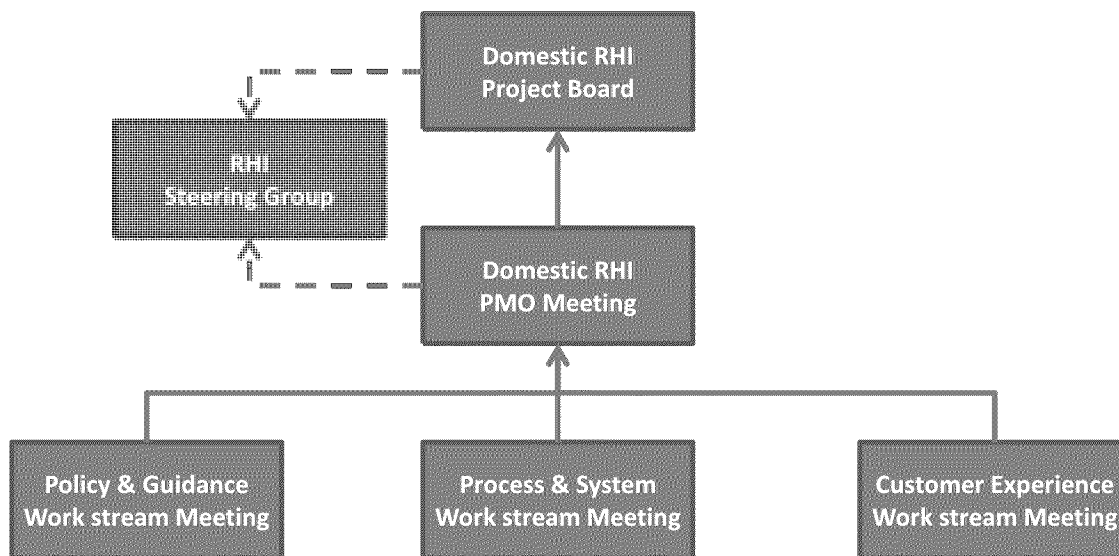 Domestic RHI
Project Board
RHI
Steering Group
Domestic RHI
PMO Meeting
Policy & Guidance
Work stream Meeting
Process & System
Work stream Meeting
Customer Experience
Work stream Meeting